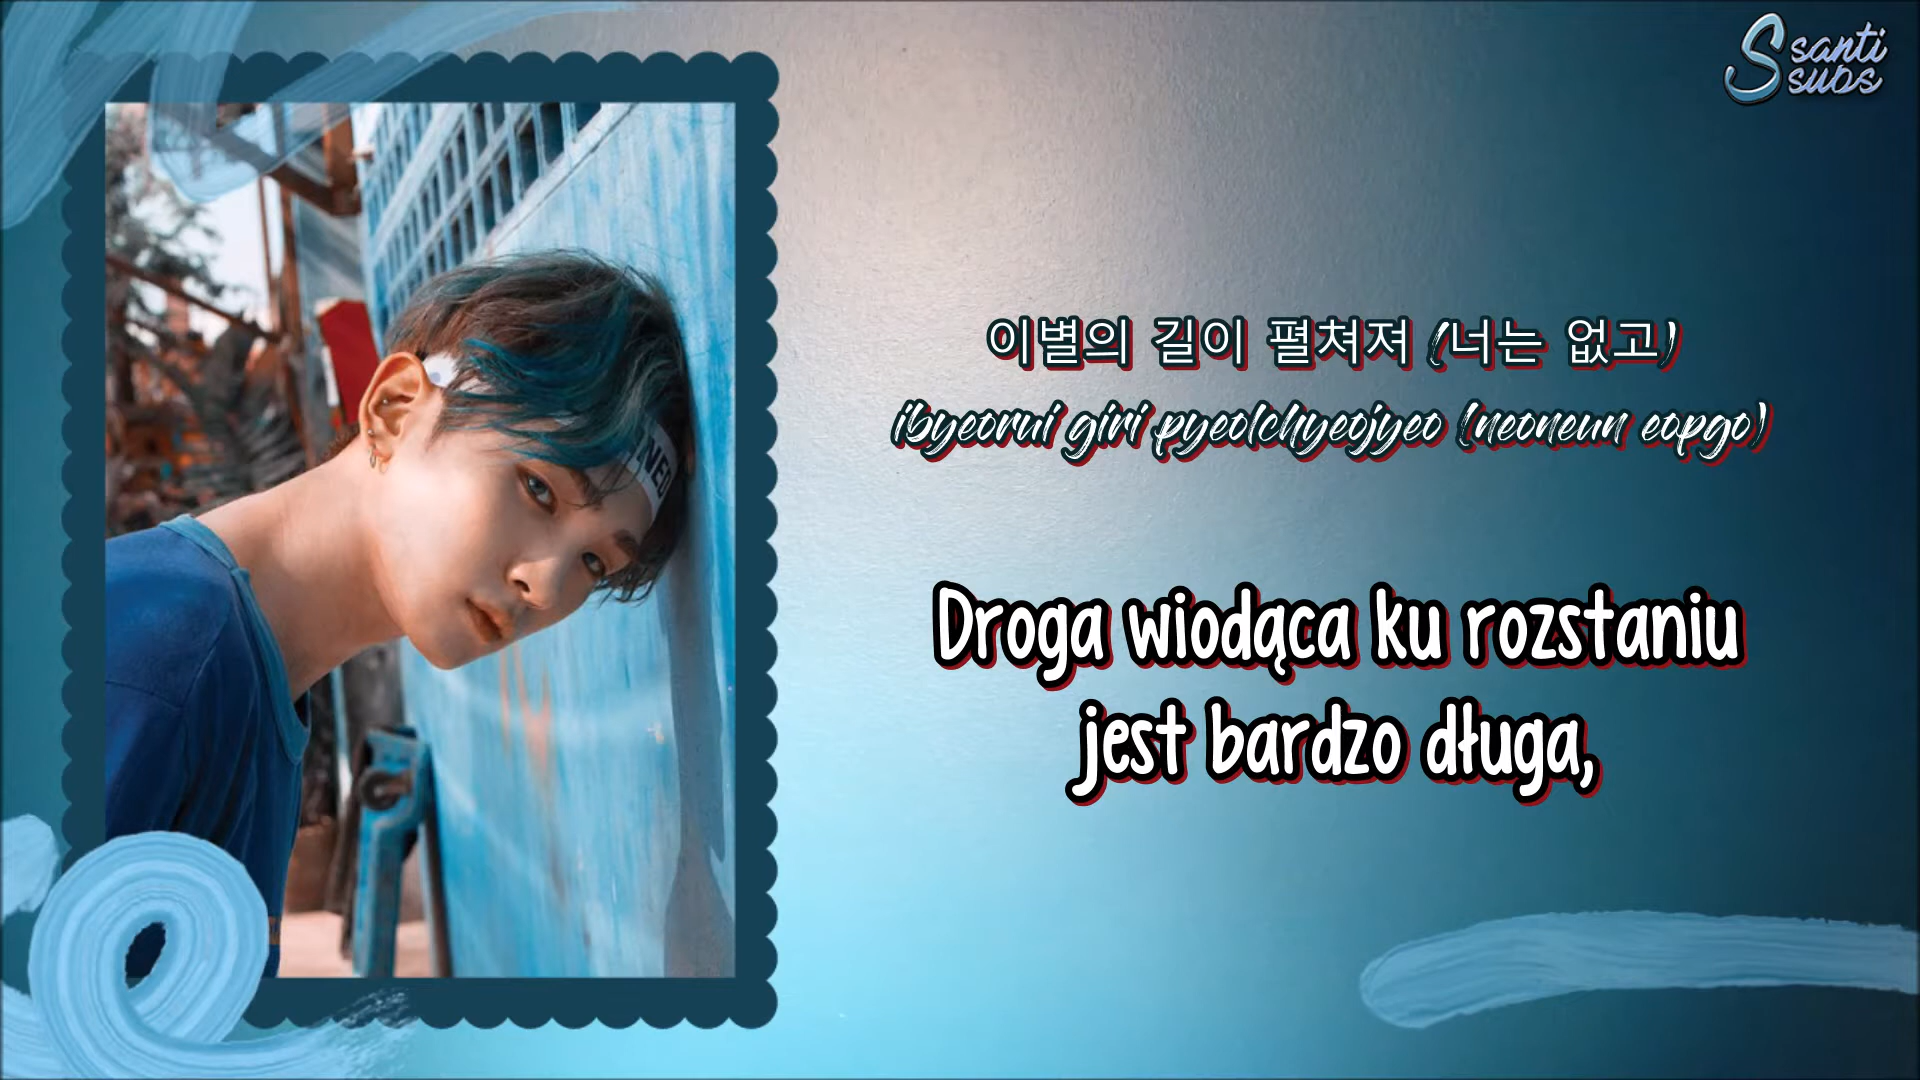 Ssanti
subs
이별의 길이 펼쳐져 (너는 없고)
ibyeorui giri pyeolchyeojyeo (neoneun eopgo)
Droga wiodąca ku rozstaniu
jest bardzo długa,